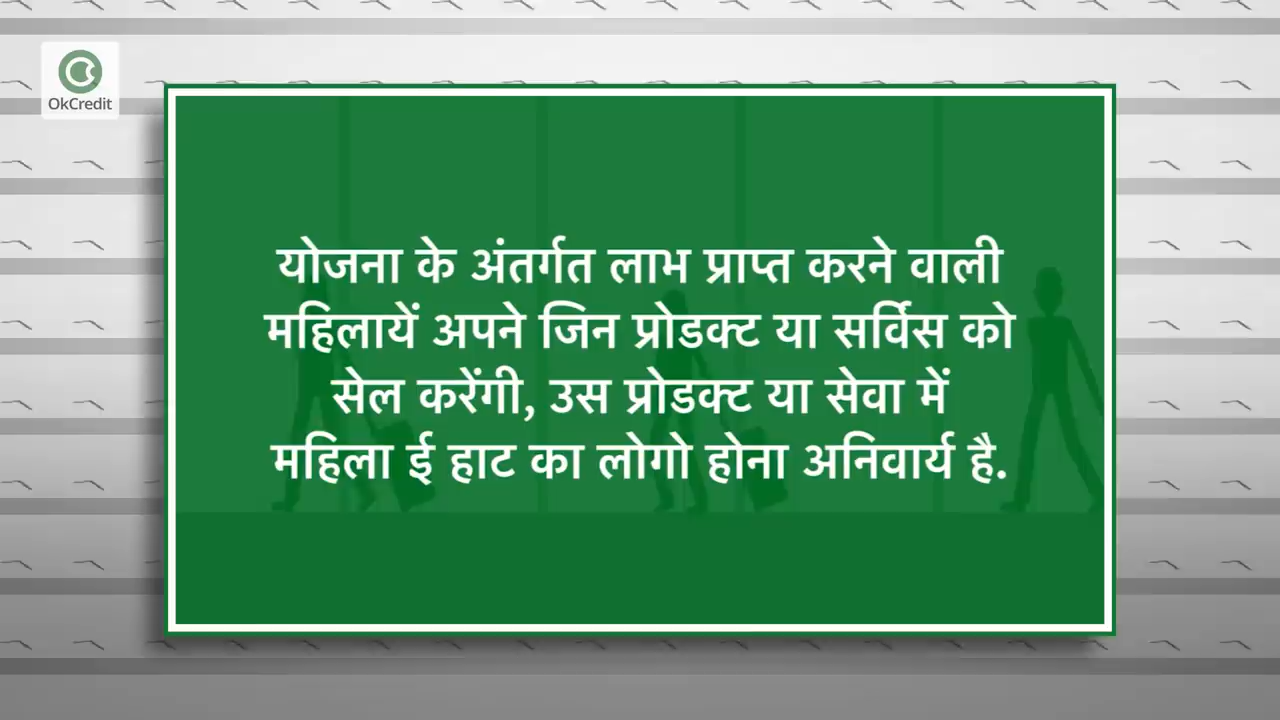 OkCredit
योजना के अंतर्गत लाभ प्राप्त करने वाली
महिलायें अपने जिन प्रोडक्ट या सर्विस को
सेल करेंगी, उस प्रोडक्ट या सेवा में
महिला ई हाट का लोगो होना अनिवार्य है.